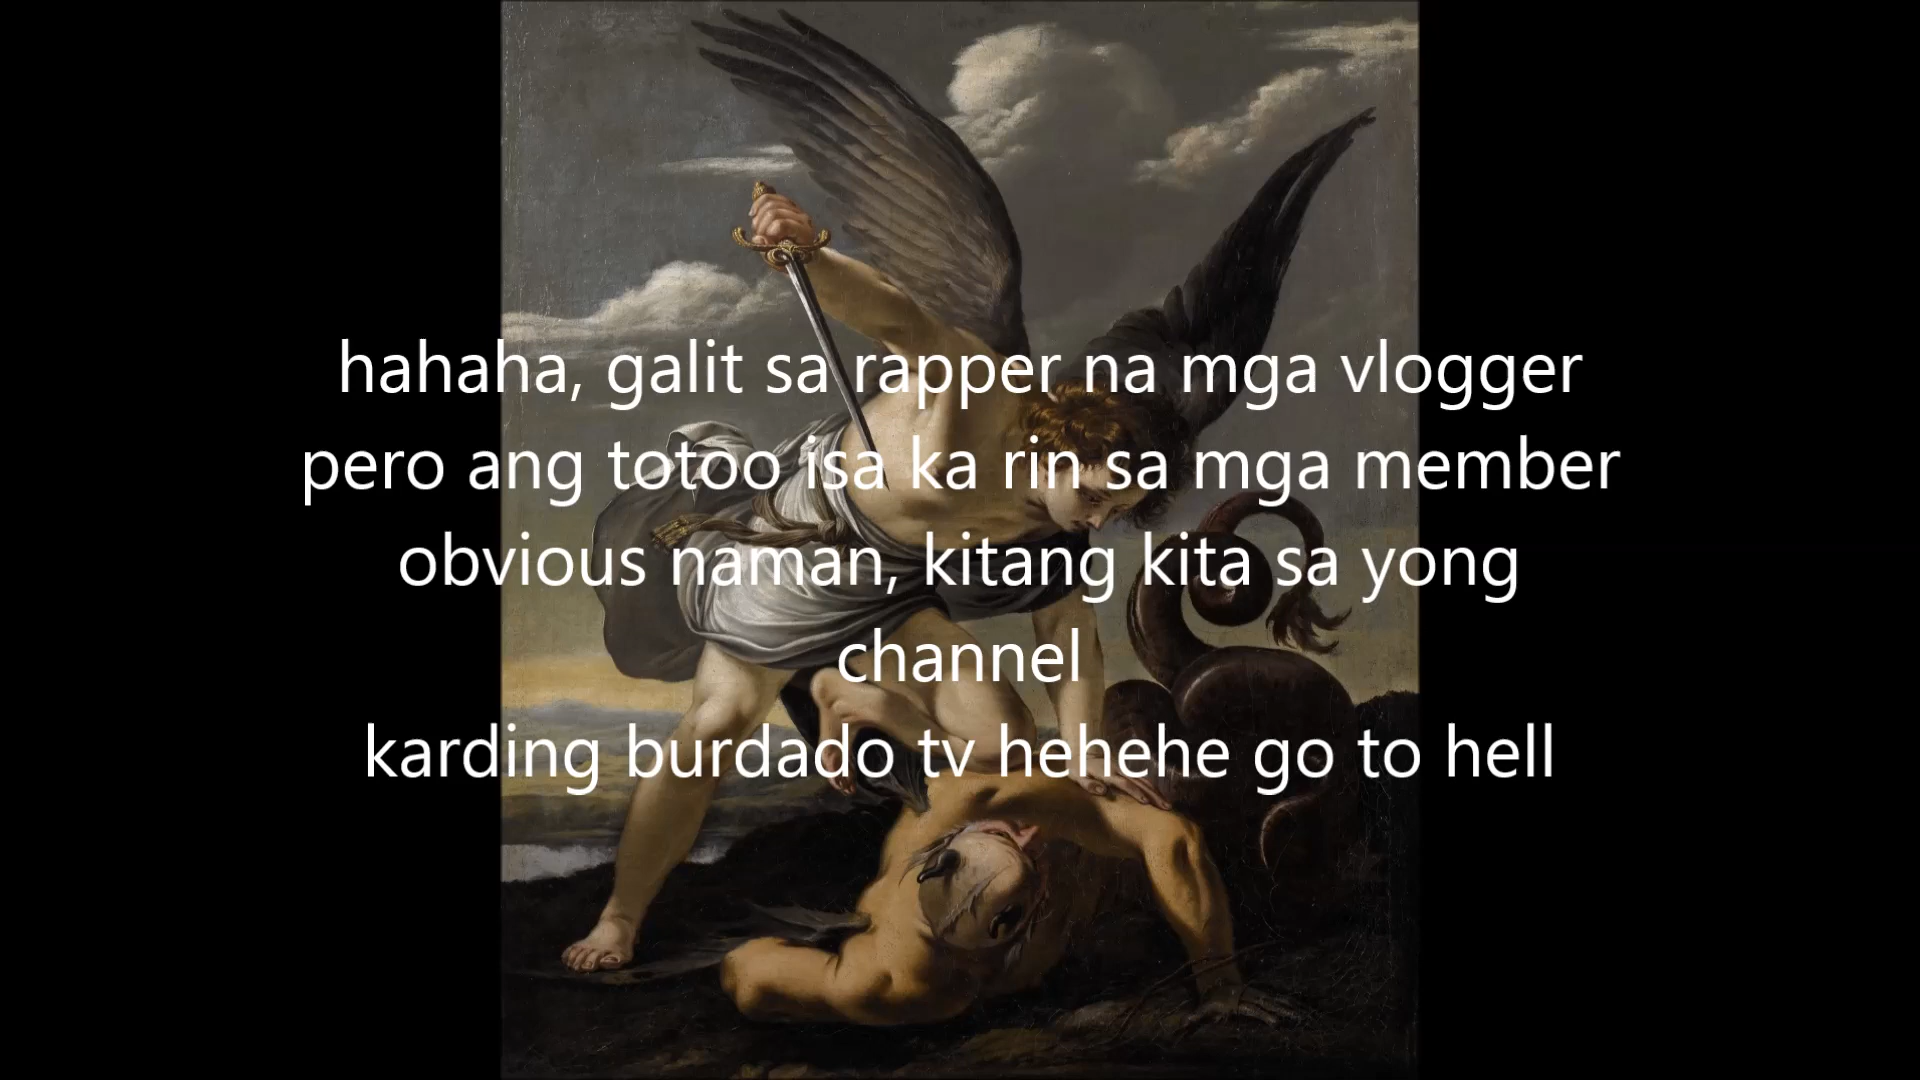 hahaha, galit sa rapper na mga vlogger
pero ang totoo isa ka rin sa mga member
obvious naman, kitang kita sa yong
channel
karding burdado tv hehehe go to hell